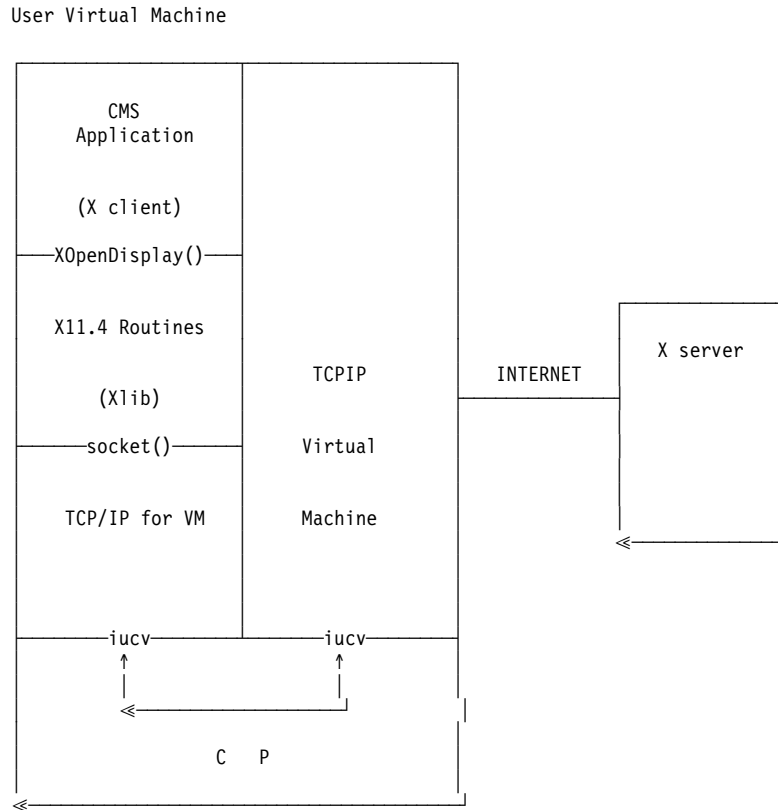 User Virtual Machine
CMS
Application
(X client)
XOpenDisplay()
X11.4 Routines
(Xlib)
socket()
TCP/IP for VM
iucv
TCPIP
Virtual
Machine
iucv
INTERNET
X server
C P